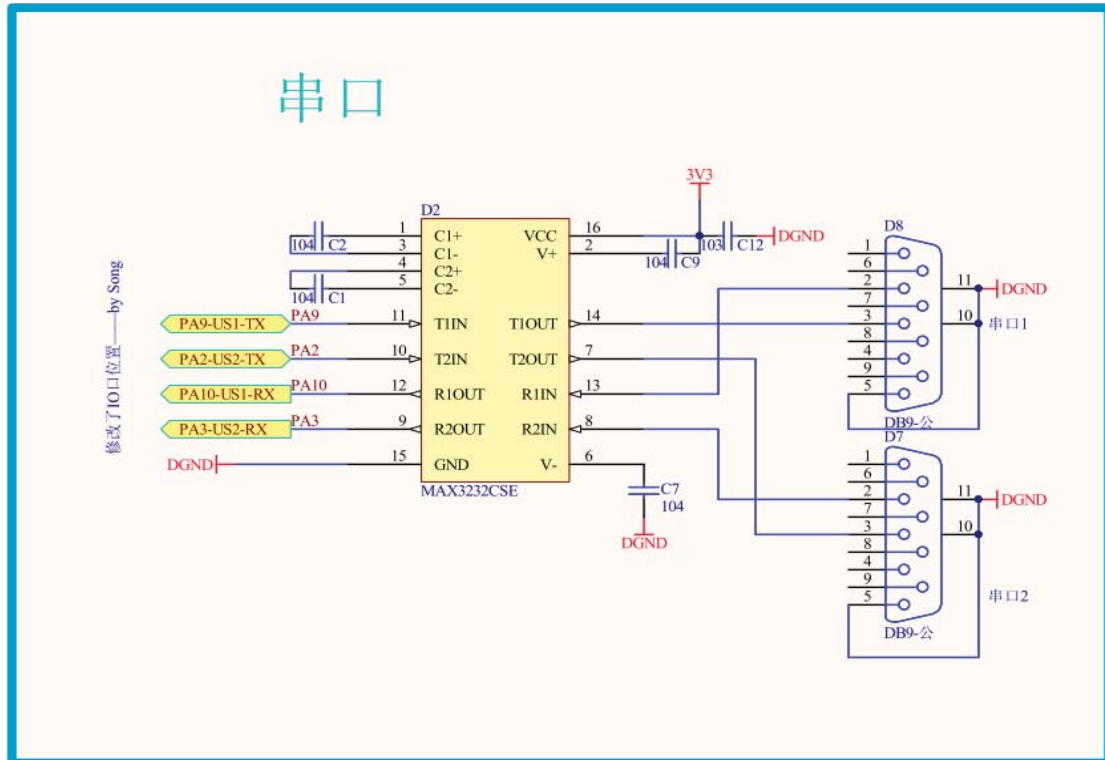 串口
3V3
D2
1
C1+
VCC
16
104
C2
103
C12
DGND
3
C1-
V+
2
104
C9
4
C2+
5
C2-
104
C1
PA9-US1-TX
PA9
11
T1IN
T1OUT
14
PA2-US2-TX
PA2
10
T2IN
T2OUT
7
PA10-US1-RX
PA10
12
R1OUT
R1IN
13
PA3-US2-RX
PA3
9
R2OUT
R2IN
8
DGND
15
GND
V-
6
MAX3232CSE
C7
104
DGND
修改了IO口位置——by Song
D8
1
6
2
7
3
8
4
9
5
11
DGND
10
串口1
DB9-公
D7
1
6
2
7
3
8
4
9
5
11
DGND
10
串口2
DB9-公